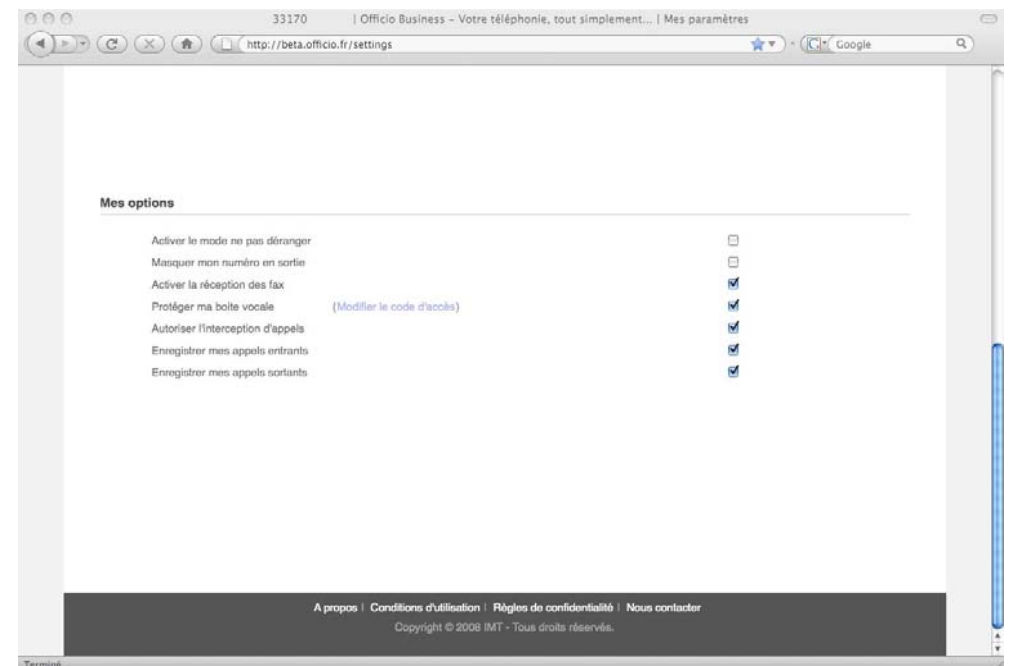 33170 | Officio Business – Votre téléphonie, tout simplement... | Mes paramètres
http://beta.officio.fr/settings
Google
Mes options
Activer le mode ne pas déranger
Masquer mon numéro en sortie
Activer la réception des fax
Protéger ma boite vocale (Modifier le code d'accès)
Autoriser l'interception d'appels
Enregistrer mes appels entrants
Enregistrer mes appels sortants
A propos | Conditions d'utilisation | Règles de confidentialité | Nous contacter
Copyright © 2008 IMT - Tous droits réservés.
Terminé